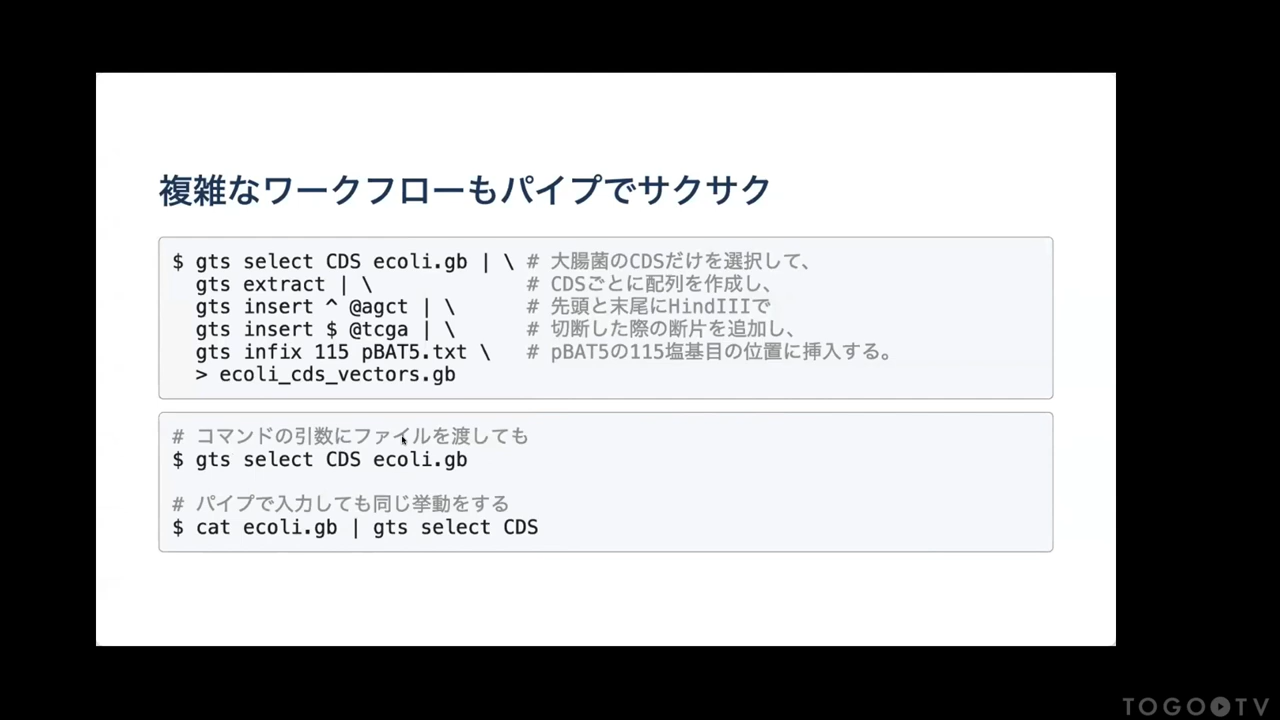 複雑なワークフローもパイプでサクサク
$ gts select CDS ecoli.gb | \ # 大腸菌のCDSだけを選択して、
gts extract | \ # CDSごとに配列を作成し、
gts insert ^ @agct | \ # 先頭と末尾にHindIIIで
gts insert $ @tcga | \ # 切断した際の断片を追加し、
gts infix 115 pBAT5.txt \ # pBAT5の115塩基目の位置に挿入する。
> ecoli_cds_vectors.gb
# コマンドの引数にファイルを渡しても
$ gts select CDS ecoli.gb
# パイプで入力しても同じ挙動をする
$ cat ecoli.gb | gts select CDS
TOGOTV